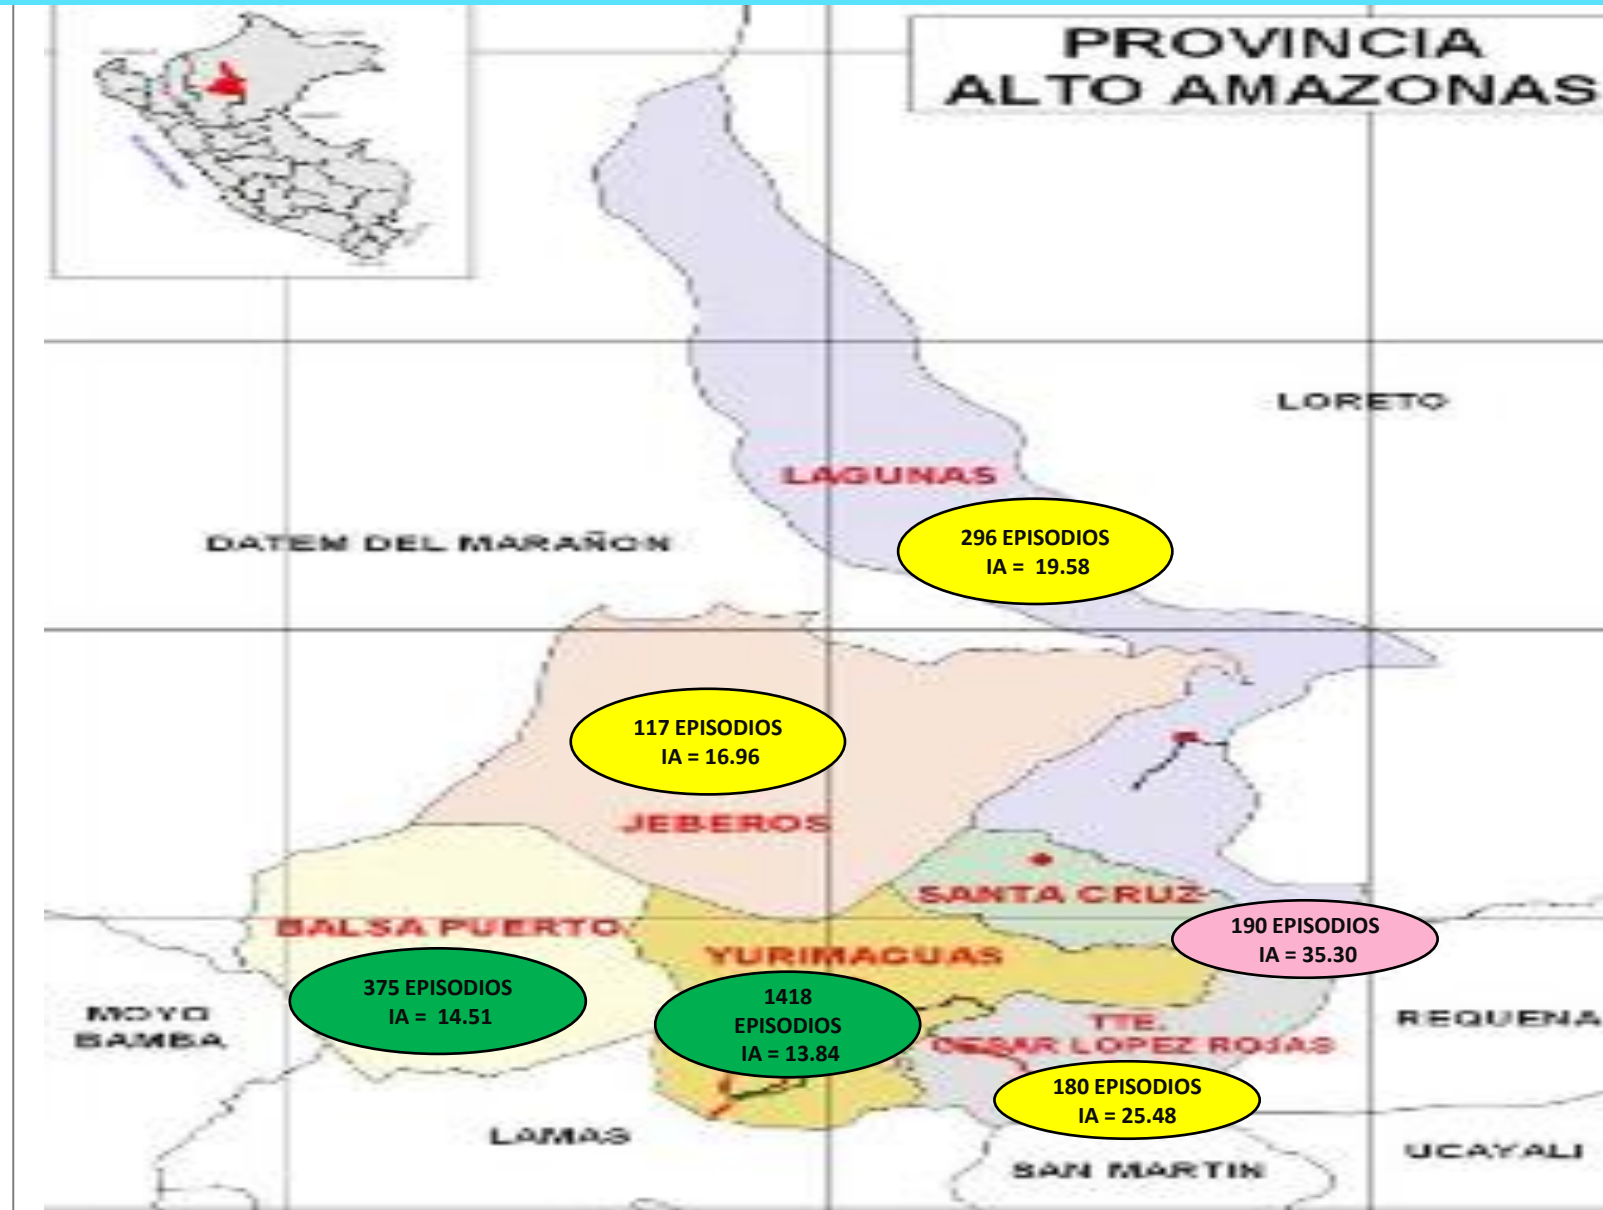 PROVINCIA
ALTO AMAZONAS
LORETO
LAGUNAS
296 EPISODIOS
IA = 19.58
DATEM DEL MARAÑON
117 EPISODIOS
IA = 16.96
JEBEROS
SANTA CRUZ
BALSA PUERTO
190 EPISODIOS
IA = 35.30
YURIMAGUAS
375 EPISODIOS
IA = 14.51
1418
EPISODIOS
IA = 13.84
MOYO
BAMBA
TTE.
CESAR LOPEZ ROJAS
REQUENA
180 EPISODIOS
IA = 25.48
LAMAS
SAN MARTIN
UCAYALI